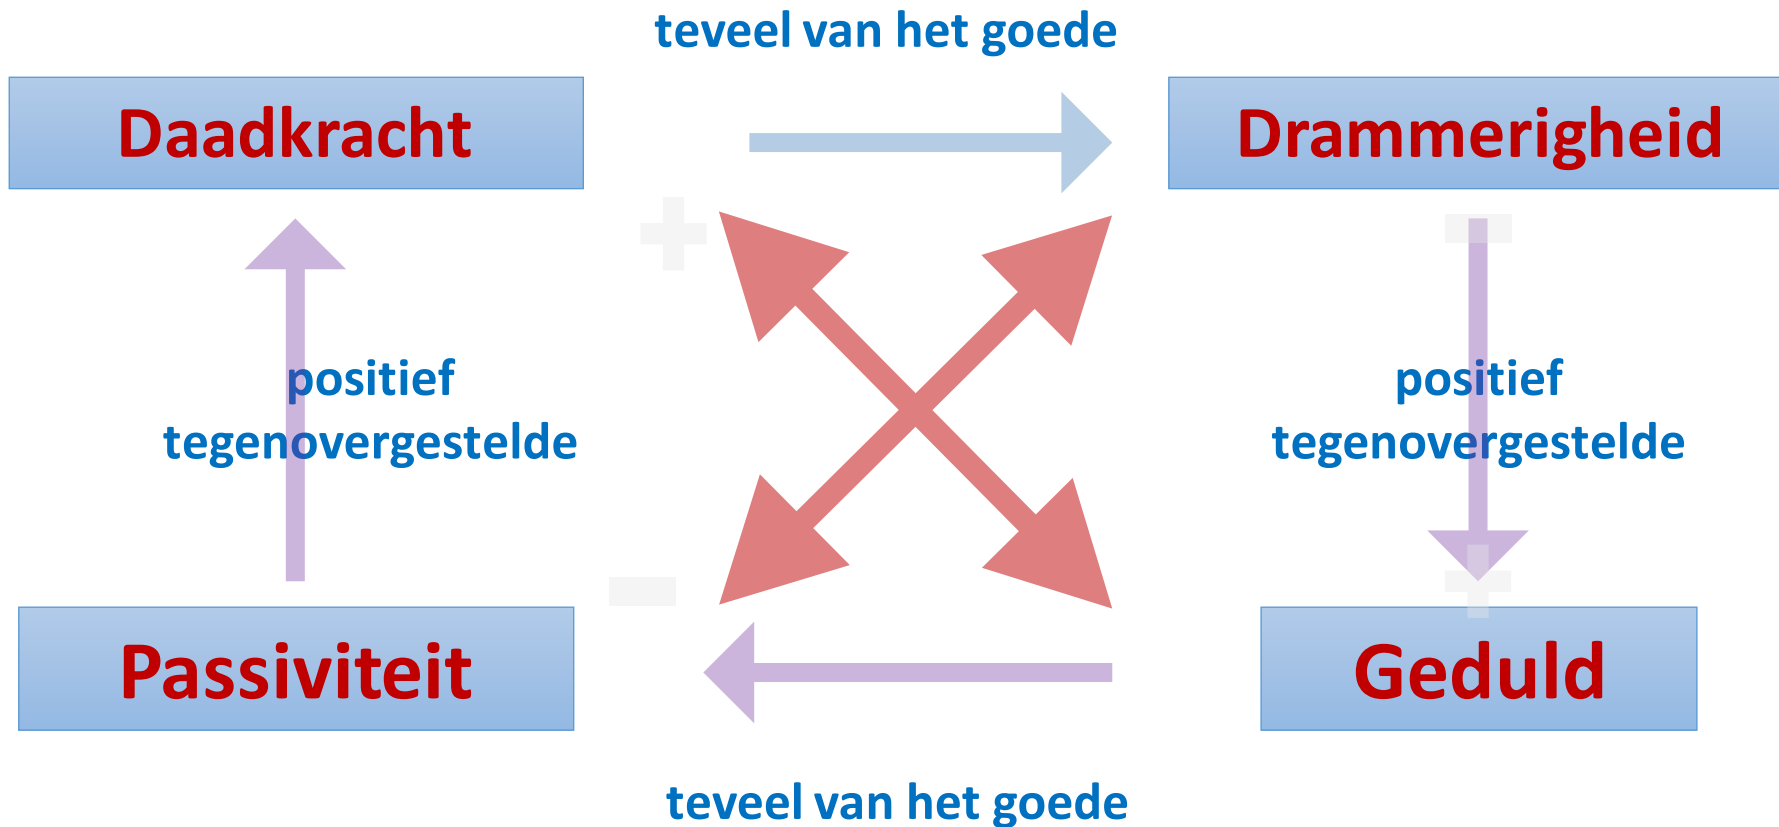 teveel van het goede
Daadkracht
Drammerigheid
+
-
positief
tegenovergestelde
positief
tegenovergestelde
-
+
Passiviteit
Geduld
teveel van het goede